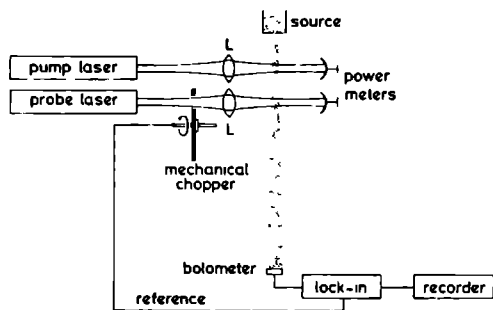 source
L
pump laser
power
meters
probe laser
L
mechanical
chopper
bolometer
lock-in
recorder
reference